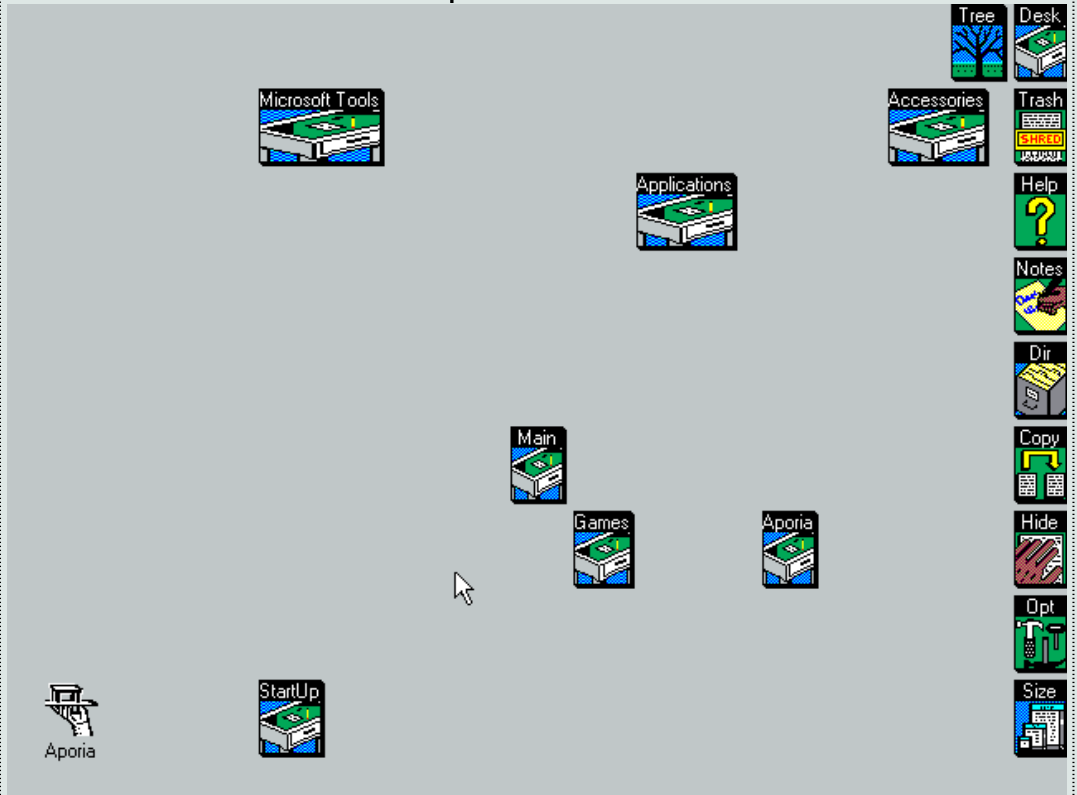 Tree
Desk
Microsoft Tools
Accessories
Trash
SHRED
Applications
Help
Notes
Dir
Main
Copy
Games
Aporia
Hide
Opt
StartUp
Size
Aporia